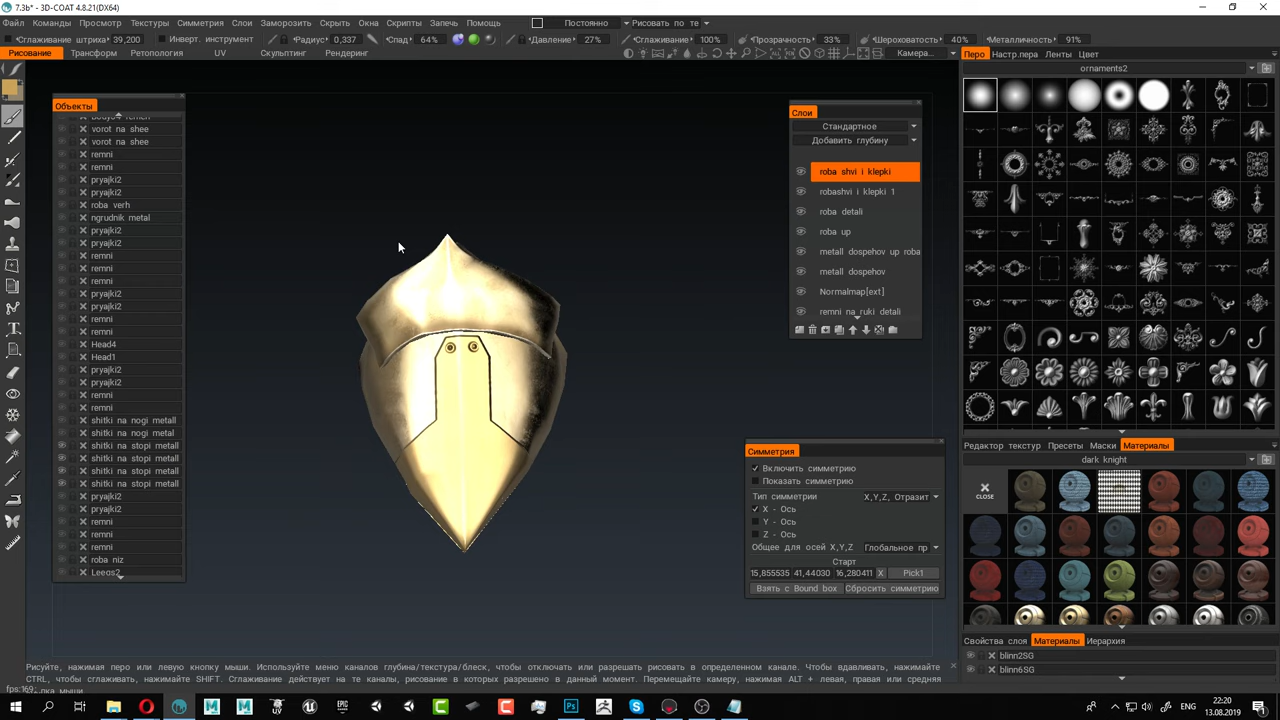 7.3b* - 3D-COAT 4.8.21(DX64)
Файл Команды Просмотр Текстуры Симметрия Слои Заморозить Скрыть Окна Скрипты Запечь Помощь Постоянно Рисовать по те
Сглаживание штриха 39,200 Инверт. инструмент Радиус 0,337 Спад 64% Давление 27% Сглаживание 100% Прозрачность 33% Шероховатость 40% Металличность 91%
Рисование Трансформ Ретопология UV Скульптинг Рендеринг Камера...
Перо Настр.пера Ленты Цвет
ornaments2
Объекты
vorot na shee
vorot na shee
remni
remni
pryajki2
pryajki2
roba verh
ngrudnik metal
pryajki2
pryajki2
remni
remni
remni
pryajki2
pryajki2
remni
remni
Head4
Head1
pryajki2
pryajki2
remni
remni
shitki na nogi metall
shitki na nogi metal
shitki na stopi metall
shitki na stopi metall
shitki na stopi metall
shitki na stopi metall
pryajki2
pryajki2
remni
remni
remni
roba niz
Слои
Стандартное
Добавить глубину
roba shvi i klepki
robashvi i klepki 1
roba detali
roba up
metall dospehov up roba
metall dospehov
Normalmap[ext]
remni na ruki detali
Симметрия
Включить симметрию
Показать симметрию
Тип симметрии X,Y,Z, Отразит
X - Ось
Y - Ось
Z - Ось
Общее для осей X,Y,Z Глобальное пр
Старт
15,855535 41,44030 16,280411 X Pick1
Взять с Bound box Сбросить симметрию
Редактор текстур Пресеты Маски Материалы
dark knight
CLOSE
Свойства слоя Материалы Иерархия
blinn2SG
blinn6SG
Рисуйте, нажимая перо или левую кнопку мыши. Используйте меню каналов глубина/текстура/блеск, чтобы отключать или разрешать рисовать в определенном канале. Чтобы вдавливать, нажимайте
CTRL, чтобы сглаживать, нажимайте SHIFT. Сглаживание действует на те каналы, рисование в которых разрешено в данный момент. Перемещайте камеру, нажимая ALT + левая, правая или средняя
fps:169
ENG 22:20
13.08.2019